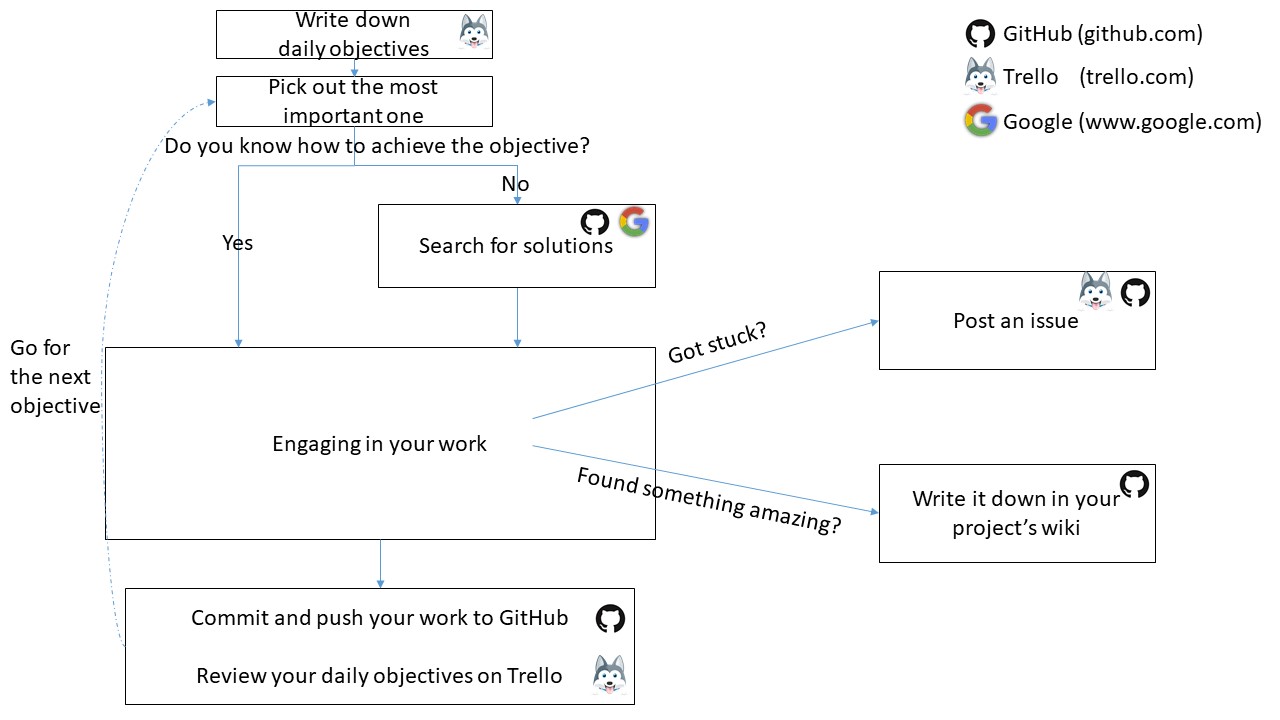 Write down
daily objectives
GitHub (github.com)
Trello (trello.com)
Google (www.google.com)
Pick out the most
important one
Do you know how to achieve the objective?
No
Yes
Search for solutions
Post an issue
Got stuck?
Go for
the next
objective
Engaging in your work
Found something amazing?
Write it down in your
project’s wiki
Commit and push your work to GitHub
Review your daily objectives on Trello